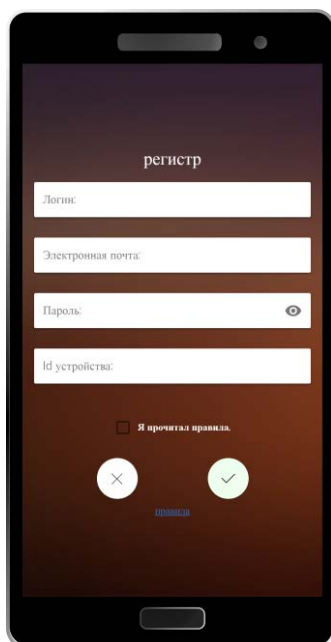 регистр
Логин:
Электронная почта:
Пароль:
Id устройства:
Я прочитал правила.
правила